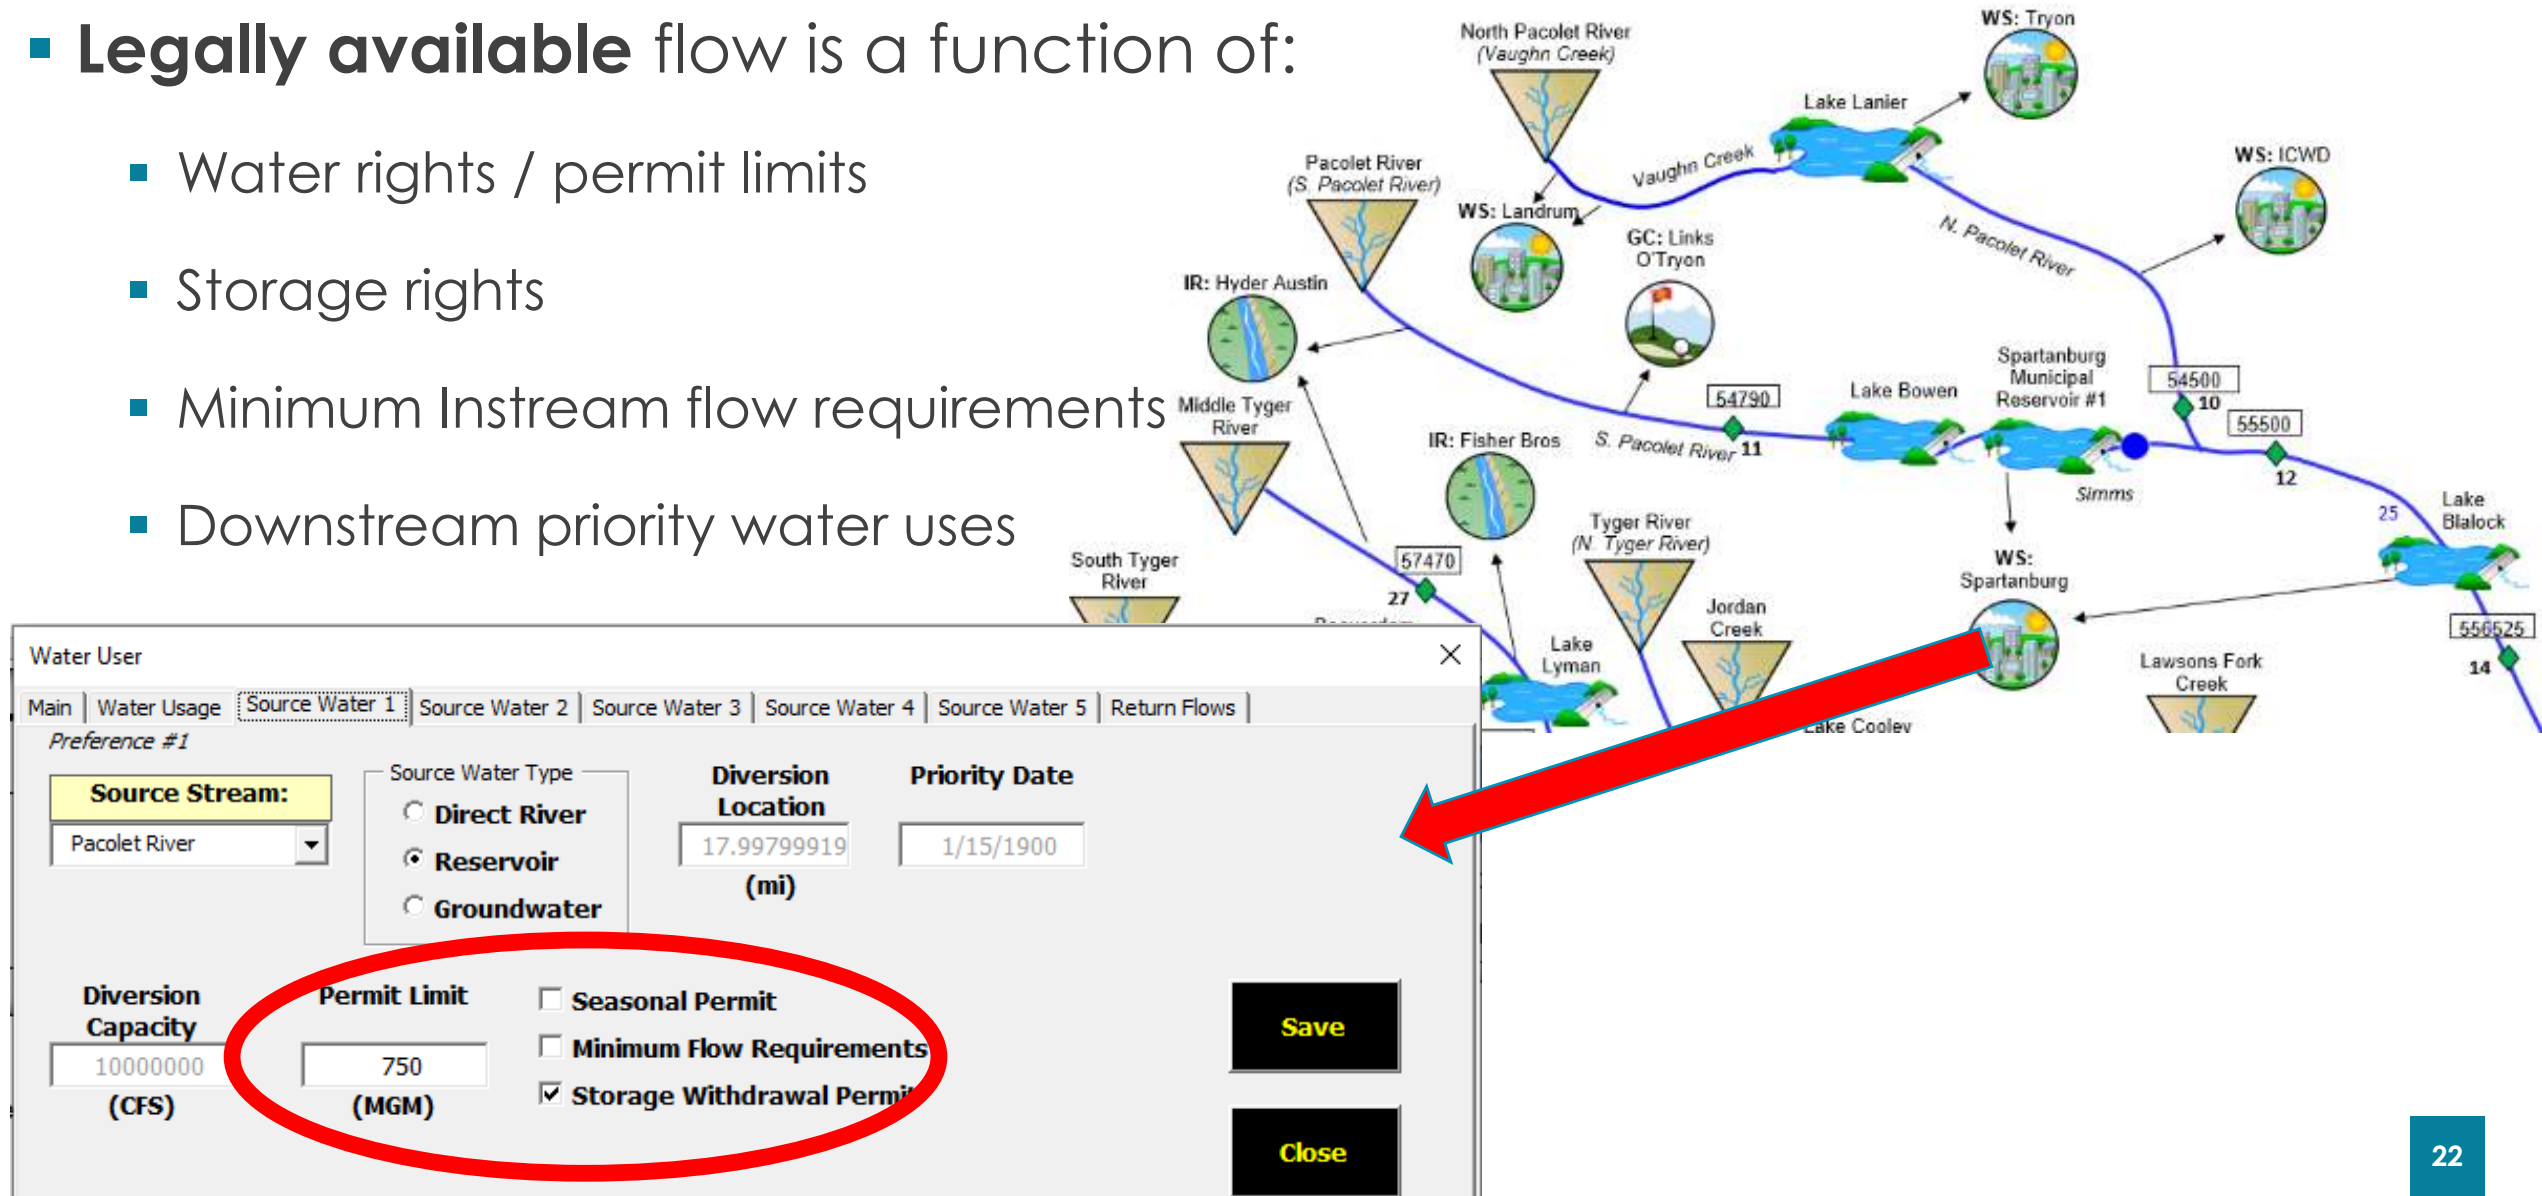 Legally available flow is a function of:
Water rights / permit limits
Storage rights
Minimum Instream flow requirements
Downstream priority water uses
WS: Tryon
North Pacolet River
(Vaughn Creek)
Lake Lanier
WS: ICWD
Pacolet River
(S. Pacolet River)
Vaughn Creek
WS: Landrum
N. Pacolet River
GC: Links
O'Tryon
IR: Hyder Austin
Spartanburg
Municipal
Reservoir #1
54500
10
Lake Bowen
54790
11
55500
12
Middle Tyger
River
IR: Fisher Bros
S. Pacolet River
Simms
25
Lake
Blalock
Tyger River
(N. Tyger River)
South Tyger
River
57470
27
WS:
Spartanburg
Jordan
Creek
556525
14
Lake
Lyman
Lawsons Fork
Creek
Lake Cooley
Water User
Main
Water Usage
Source Water 1
Source Water 2
Source Water 3
Source Water 4
Source Water 5
Return Flows
Preference #1
Source Stream:
Pacolet River
Source Water Type
Direct River
Reservoir
Groundwater
Diversion
Location
17.99799919
(mi)
Priority Date
1/15/1900
Diversion
Capacity
10000000
(CFS)
Permit Limit
750
(MGM)
Seasonal Permit
Minimum Flow Requirements
Storage Withdrawal Permit
Save
Close
22